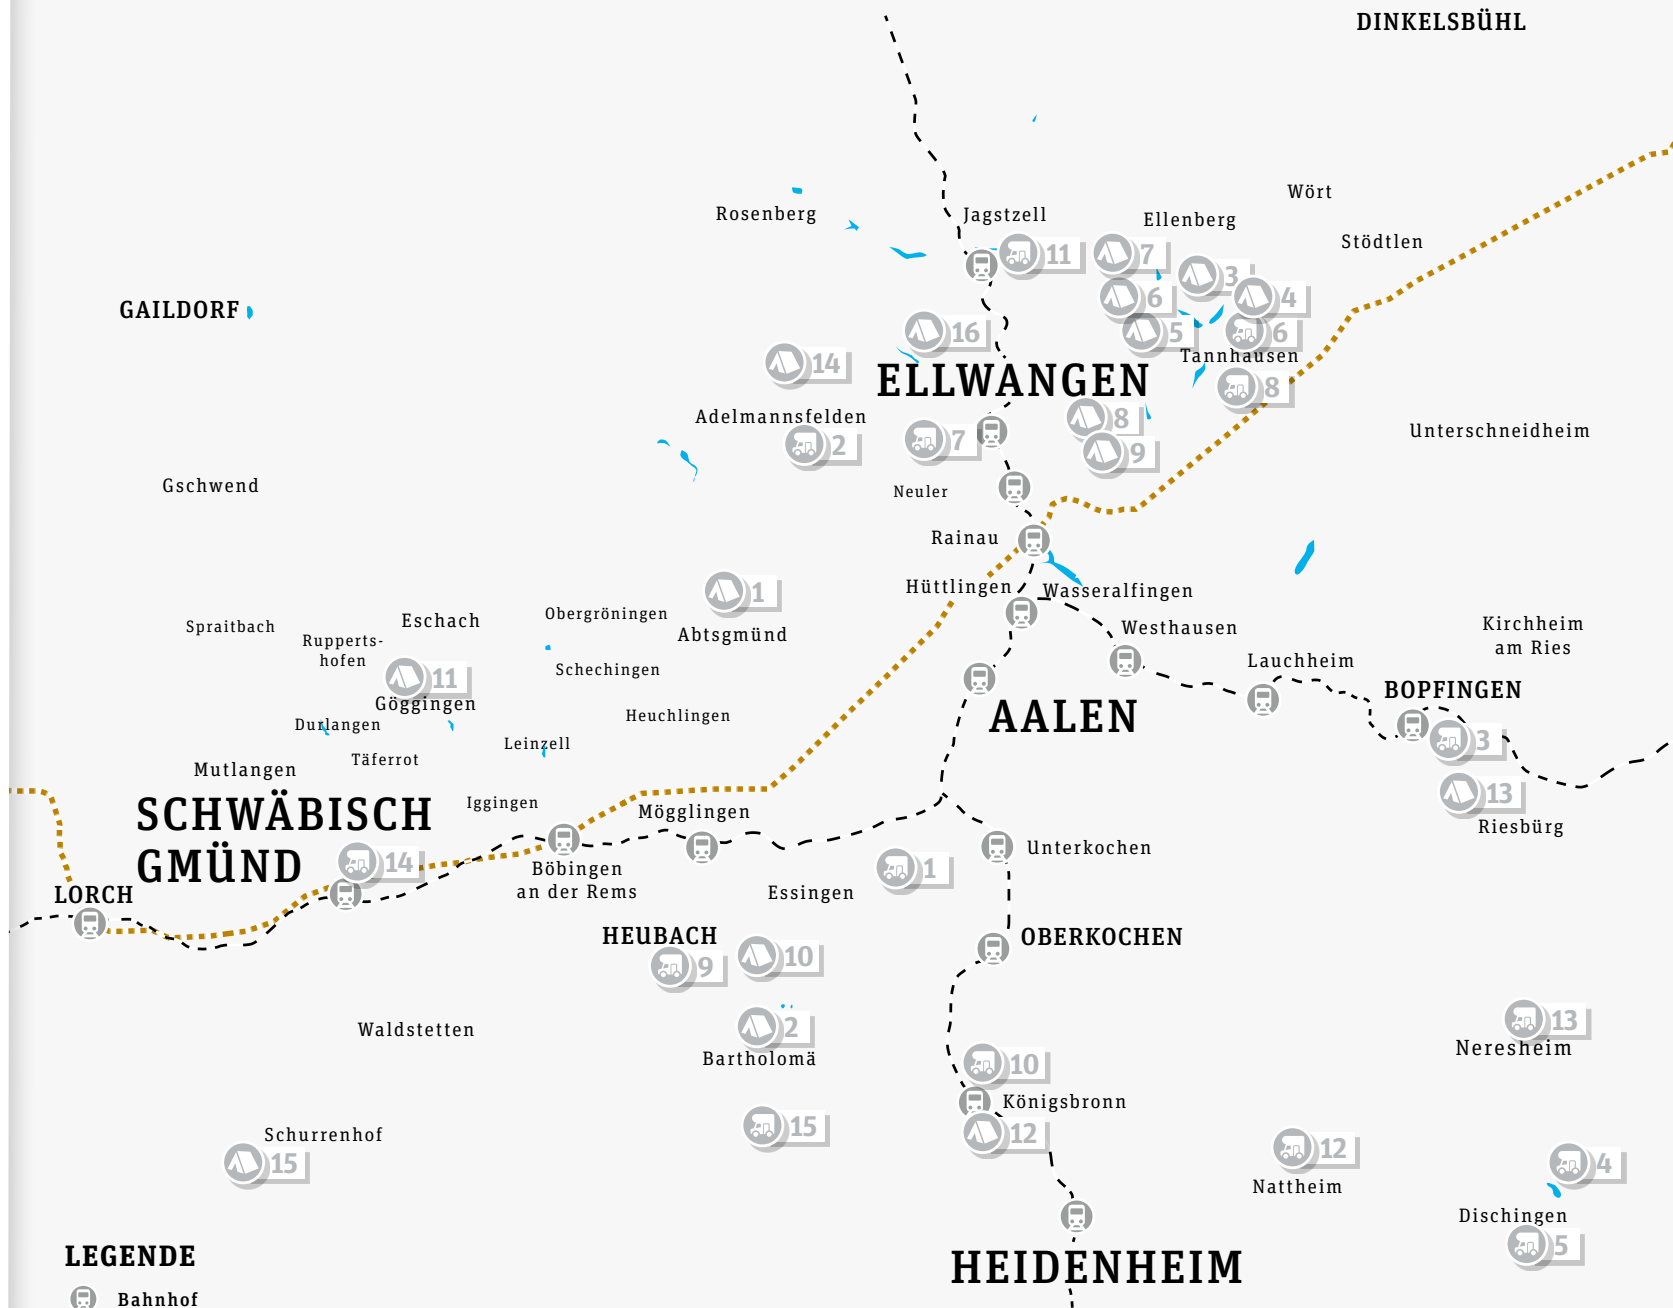 DINKELSBÜHL
Wört
Rosenberg
Jagstzell
Ellenberg
Stödtlen
11
7
3
6
4
GAILDORF
16
5
6
14
Tannhausen
ELLWANGEN
8
Adelmannsfelden
8
Unterschneidheim
2
7
9
Gschwend
Neuler
Rainau
Hüttlingen
Wasseralfingen
1
Obergröningen
Eschach
Spraitbach
Abtsgmünd
Westhausen
Kirchheim
am Ries
Rupperts-
hofen
Schechingen
Lauchheim
11
BOPFINGEN
Göggingen
Heuchlingen
AALEN
Durlangen
Leinzell
3
Täferrot
Mutlangen
13
Iggingen
Mögglingen
SCHWÄBISCH
GMÜND
Riesbürg
Unterkochen
14
Böbingen
an der Rems
1
Essingen
LORCH
HEUBACH
OBERKOCHEN
9
10
13
Waldstetten
2
Neresheim
Bartholomä
10
Königsbronn
15
12
Schurrenhof
12
15
4
Nattheim
Dischingen
5
LEGENDE
HEIDENHEIM
Bahnhof